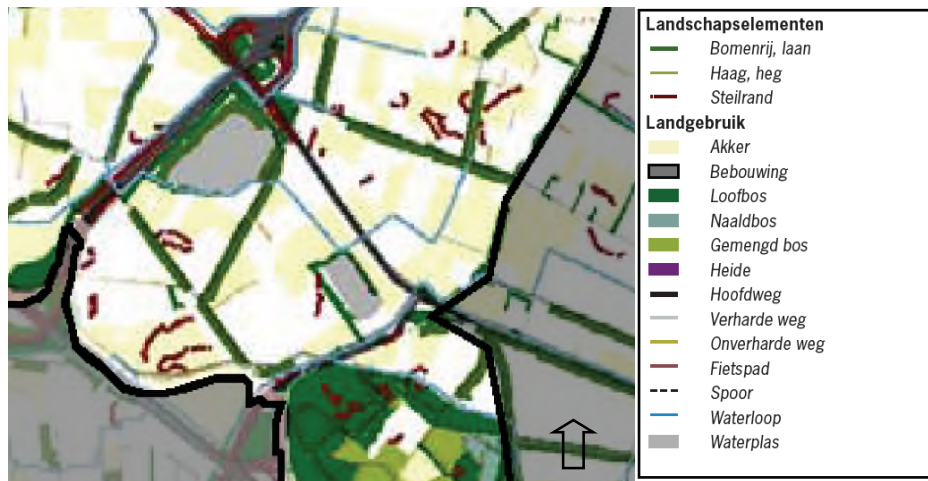 Landschapselementen
Bomenrij, laan
Haag, heg
Steilrand
Landgebruik
Akker
Bebouwing
Loofbos
Naaldbos
Gemengd bos
Heide
Hoofdweg
Verharde weg
Onverharde weg
Fietspad
Spoor
Waterloop
Waterplas